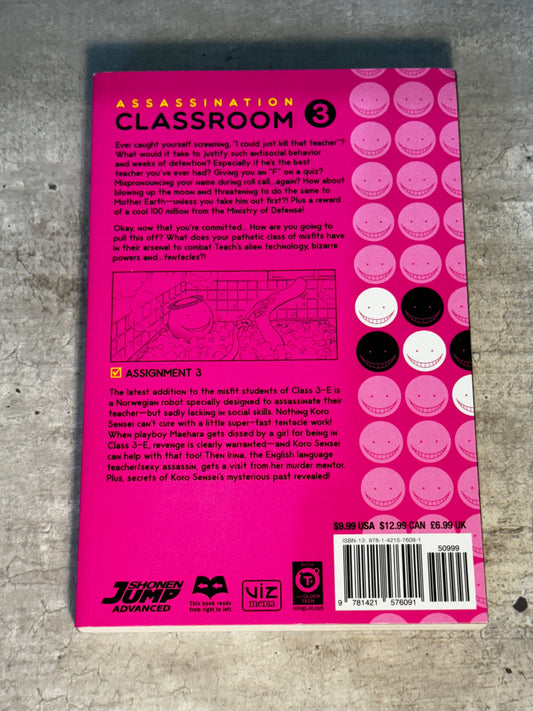 ASSASSINATION
CLASSROOM 3
Ever caught yourself screaming, "I could just kill that teacher"?
What would it take to justify such antisocial behavior
and weeks of detention? Especially if he's the best
teacher you've ever had? Giving you an "F" on a quiz?
Mispronouncing your name during roll call...again? How about
blowing up the moon and threatening to do the same to
Mother Earth—unless you take him out first?! Plus a reward
of a cool 100 million from the Ministry of Defense!
Okay, now that you're committed... How are you going to
pull this off? What does your pathetic class of misfits have
in their arsenal to combat Teach's alien technology, bizarre
powers and...tentacles?!
ASSIGNMENT 3
The latest addition to the misfit students of Class 3–E is
a Norwegian robot specially designed to assassinate their
teacher—but sadly lacking in social skills. Nothing Koro
Sensei can't cure with a little super-fast tentacle work!
When playboy Maehara gets dissed by a girl for being in
Class 3–E, revenge is clearly warranted—and Koro Sensei
can help with that too! Then Irina, the English language
teacher/sexy assassin, gets a visit from her murder mentor.
Plus, secrets of Koro Sensei's mysterious past revealed!
$9.99 USA $12.99 CAN £6.99 UK
ISBN-13: 978-1-4215-7609-1
50999
9 781421 576091
SHONEN
JUMP
ADVANCED
This book reads
from right to left.
VIZ
media
RATED
T+
FOR OLDER
TEEN
ratings.viz.com